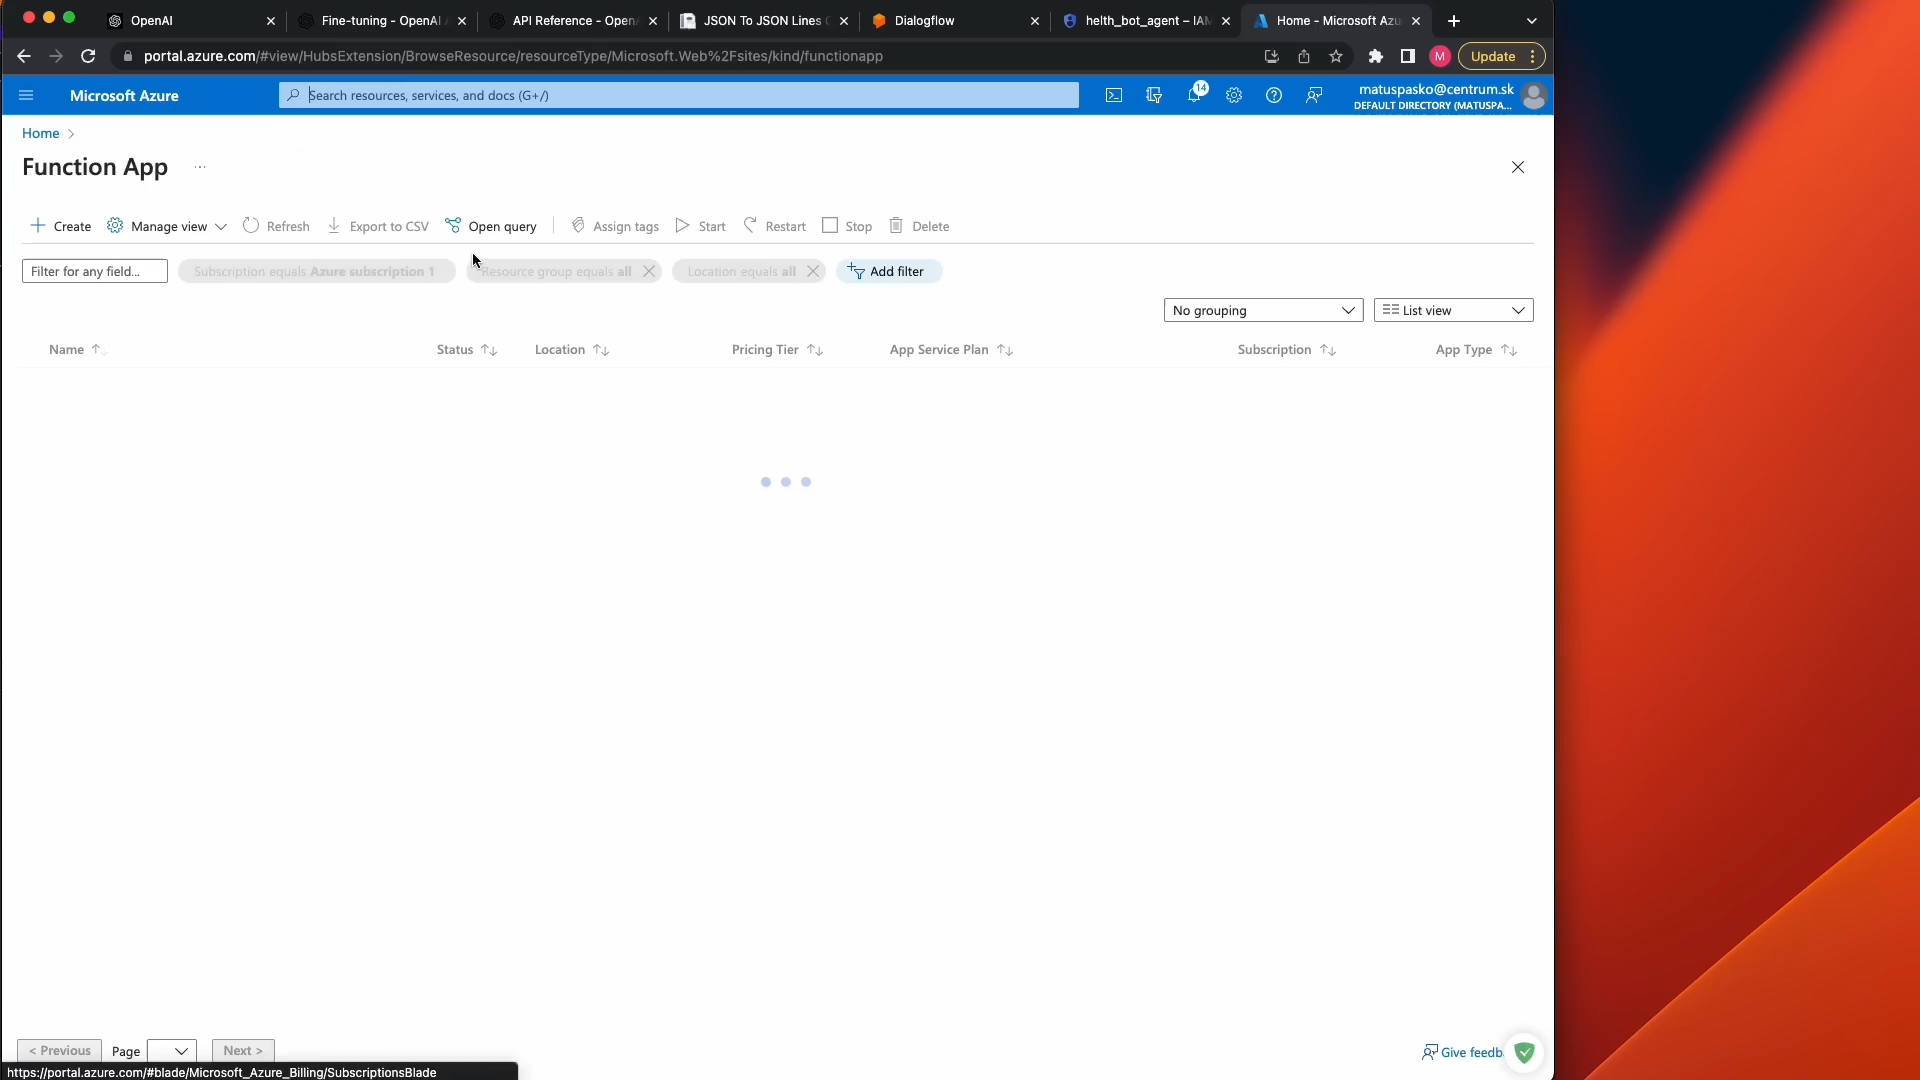 OpenAI
Fine-tuning - OpenAI
API Reference - Open
JSON To JSON Lines
Dialogflow
helth_bot_agent – IAM
Home - Microsoft Azu
portal.azure.com/#view/HubsExtension/BrowseResource/resourceType/Microsoft.Web%2Fsites/kind/functionapp
M
Update
Microsoft Azure
Search resources, services, and docs (G+/)
14
matuspasko@centrum.sk
DEFAULT DIRECTORY (MATUSPA...
Home >
Function App ...
Create
Manage view
Refresh
Export to CSV
Open query
Assign tags
Start
Restart
Stop
Delete
Filter for any field...
Subscription equals Azure subscription 1
Resource group equals all
Location equals all
Add filter
No grouping
List view
Name
Status
Location
Pricing Tier
App Service Plan
Subscription
App Type
< Previous
Page
Next >
Give feedb
https://portal.azure.com/#blade/Microsoft_Azure_Billing/SubscriptionsBlade